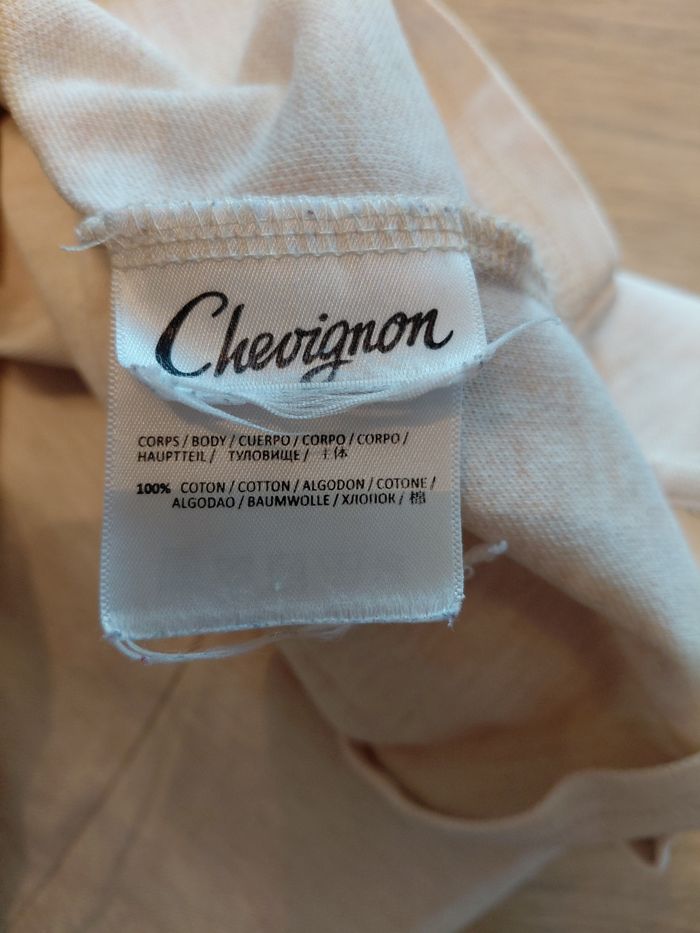 Chevignon
CORPS / BODY / CUERPO / CORPO / CORPO /
HAUPTTEIL / ТУЛОВИЩЕ / 主体
100% COTON / COTTON / ALGODON / COTONE /
ALGODAO / BAUMWOLLE / ХЛОПОК / 棉